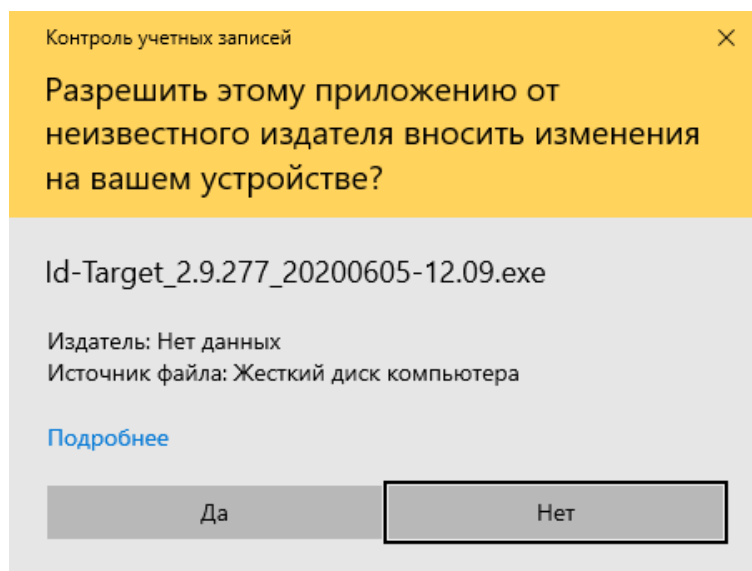 Контроль учетных записей
Разрешить этому приложению от
неизвестного издателя вносить изменения
на вашем устройстве?
Id-Target_2.9.277_20200605-12.09.exe
Издатель: Нет данных
Источник файла: Жесткий диск компьютера
Подробнее
Да
Нет